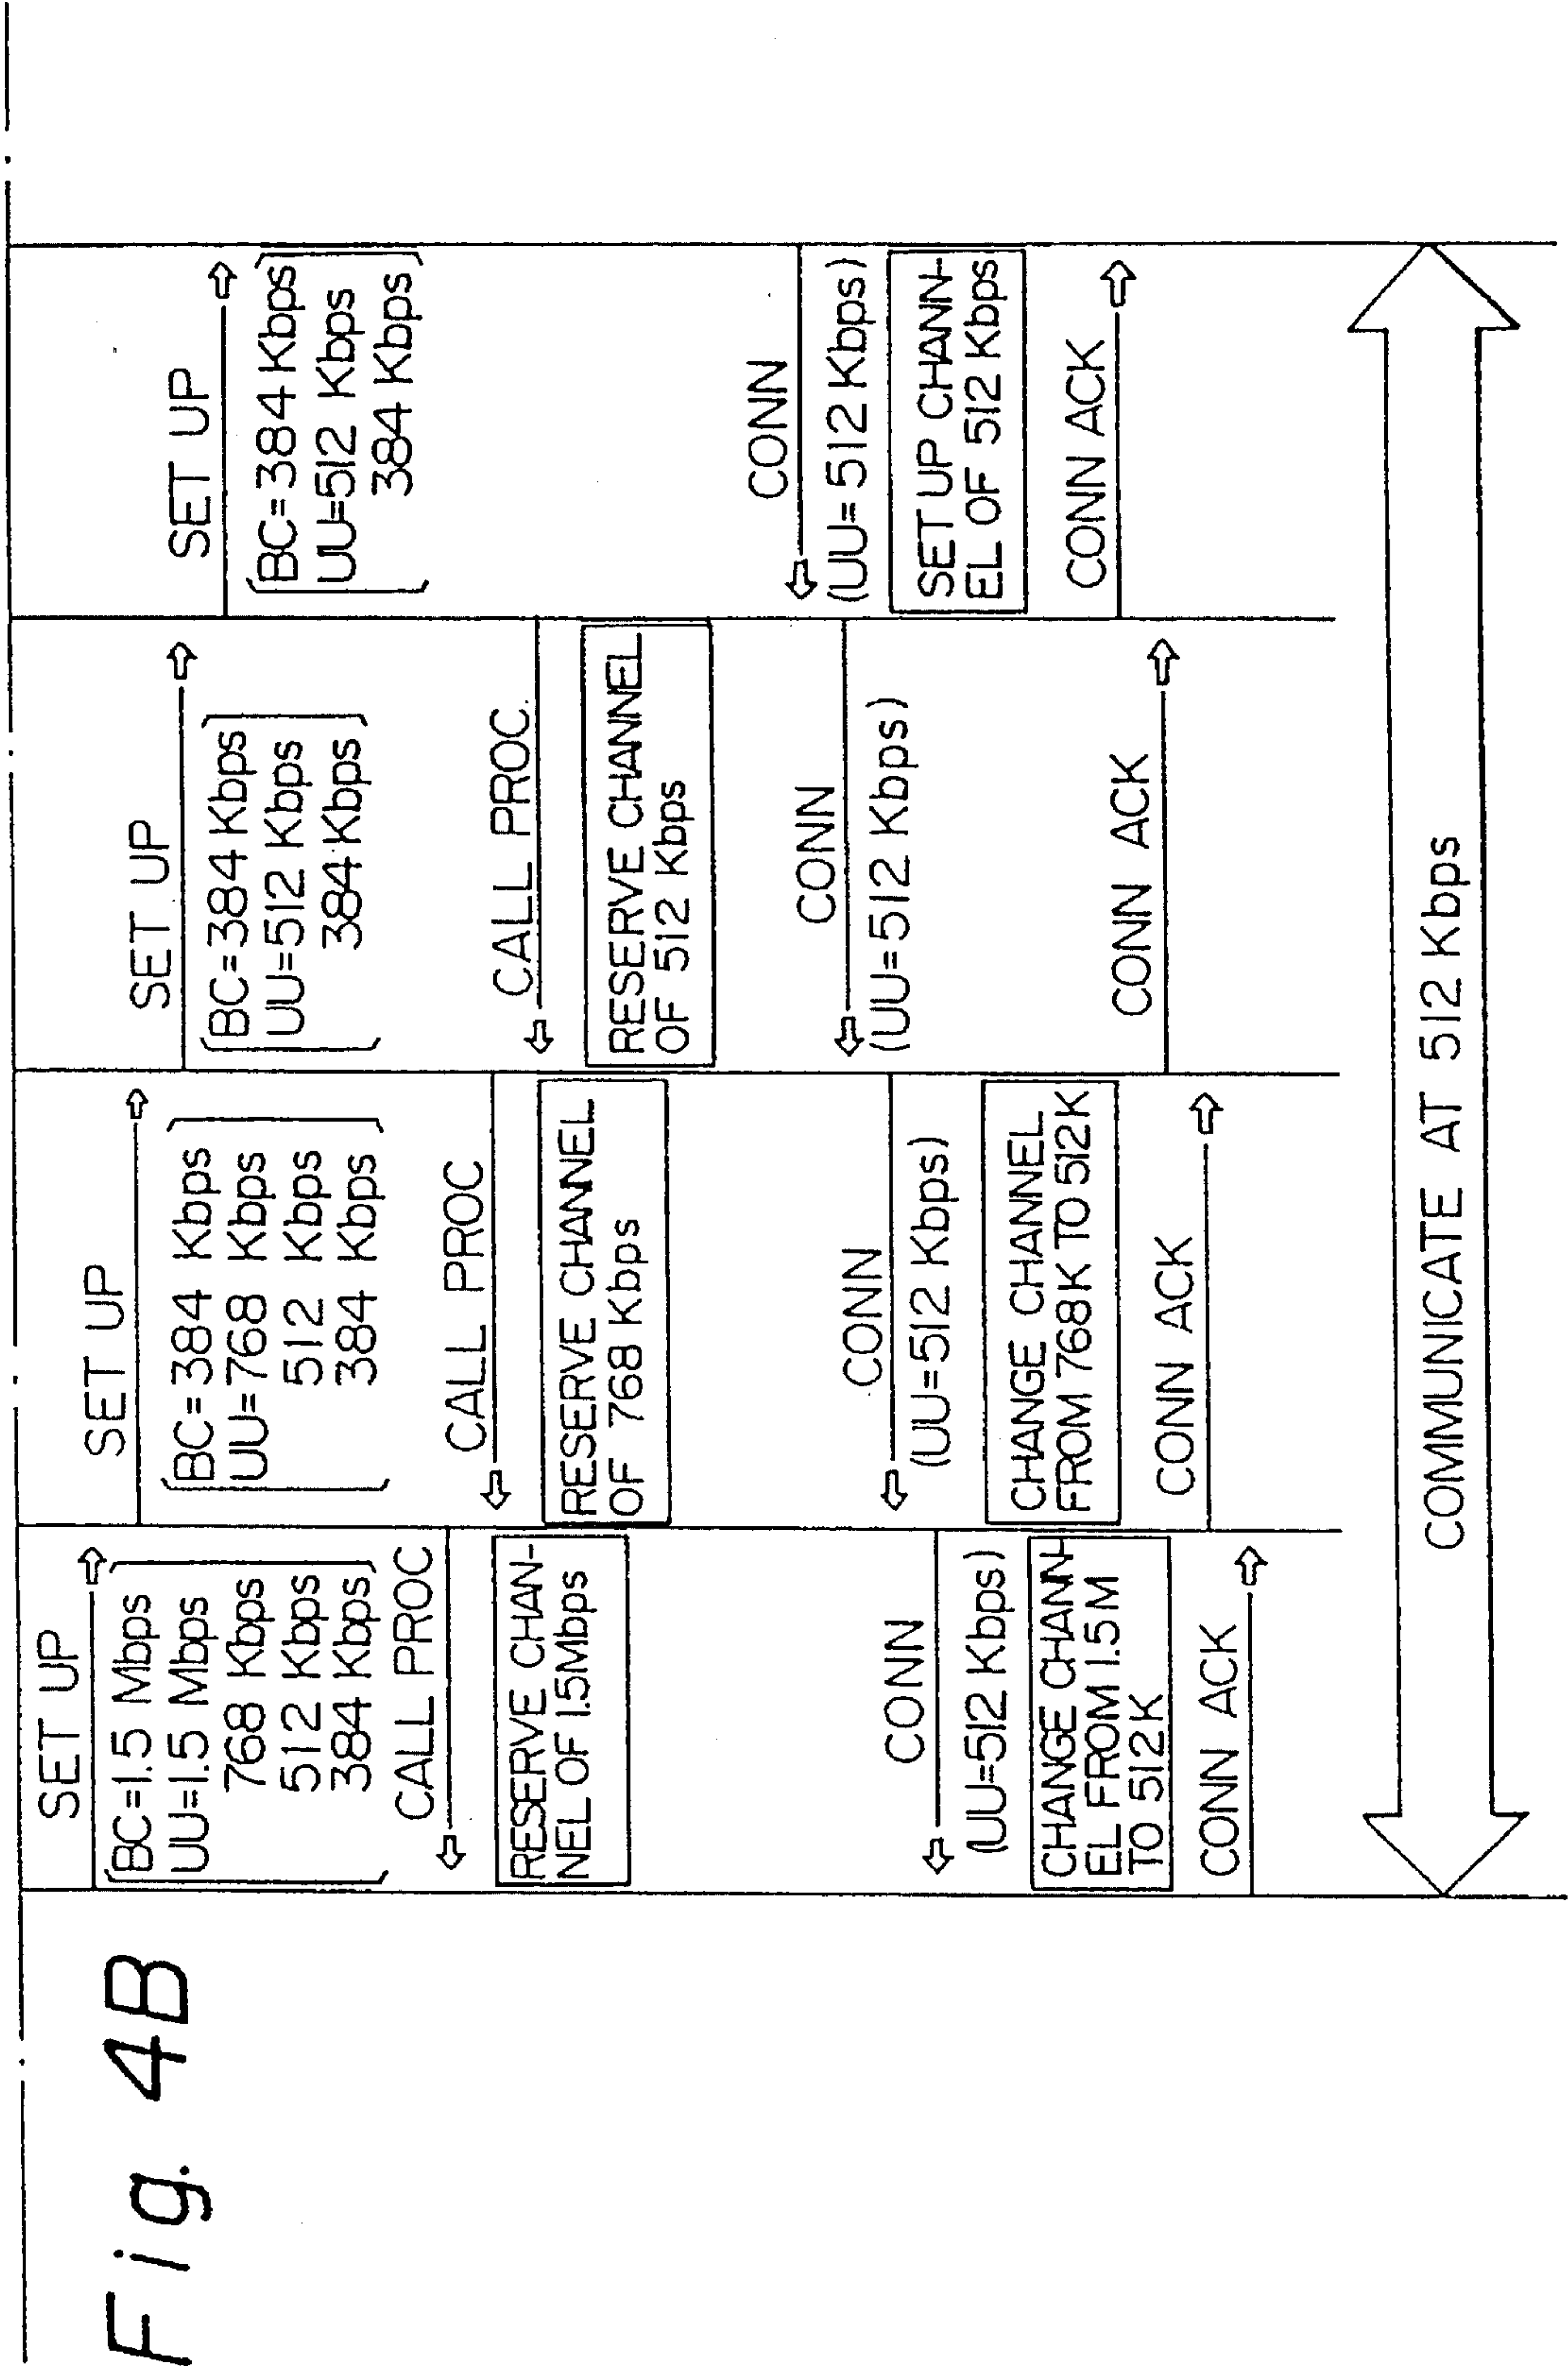 Fig. 4B
SET UP
(BC=1.5 Mbps
UU=1.5 Mbps
768 Kbps
512 Kbps
384 Kbps)
CALL PROC
RESERVE CHAN-
NEL OF 1.5Mbps
CONN
(UU=512 Kbps)
CHANGE CHANN-
EL FROM 1.5M
TO 512K
CONN ACK
SET UP
(BC=384 Kbps
UU=768 Kbps
512 Kbps
384 Kbps)
CALL PROC
RESERVE CHANNEL
OF 768 Kbps
CONN
(UU=512 Kbps)
CHANGE CHANNEL
FROM 768K TO 512K
CONN ACK
SET UP
(BC=384 Kbps
UU=512 Kbps
384 Kbps)
CALL PROC.
RESERVE CHANNEL
OF 512 Kbps
CONN
(UU=512 Kbps)
CONN ACK
SET UP
(BC=384 Kbps
UU=512 Kbps
384 Kbps)
CONN
(UU=512 Kbps)
SET UP CHANN-
EL OF 512 Kbps
CONN ACK
COMMUNICATE AT 512 Kbps